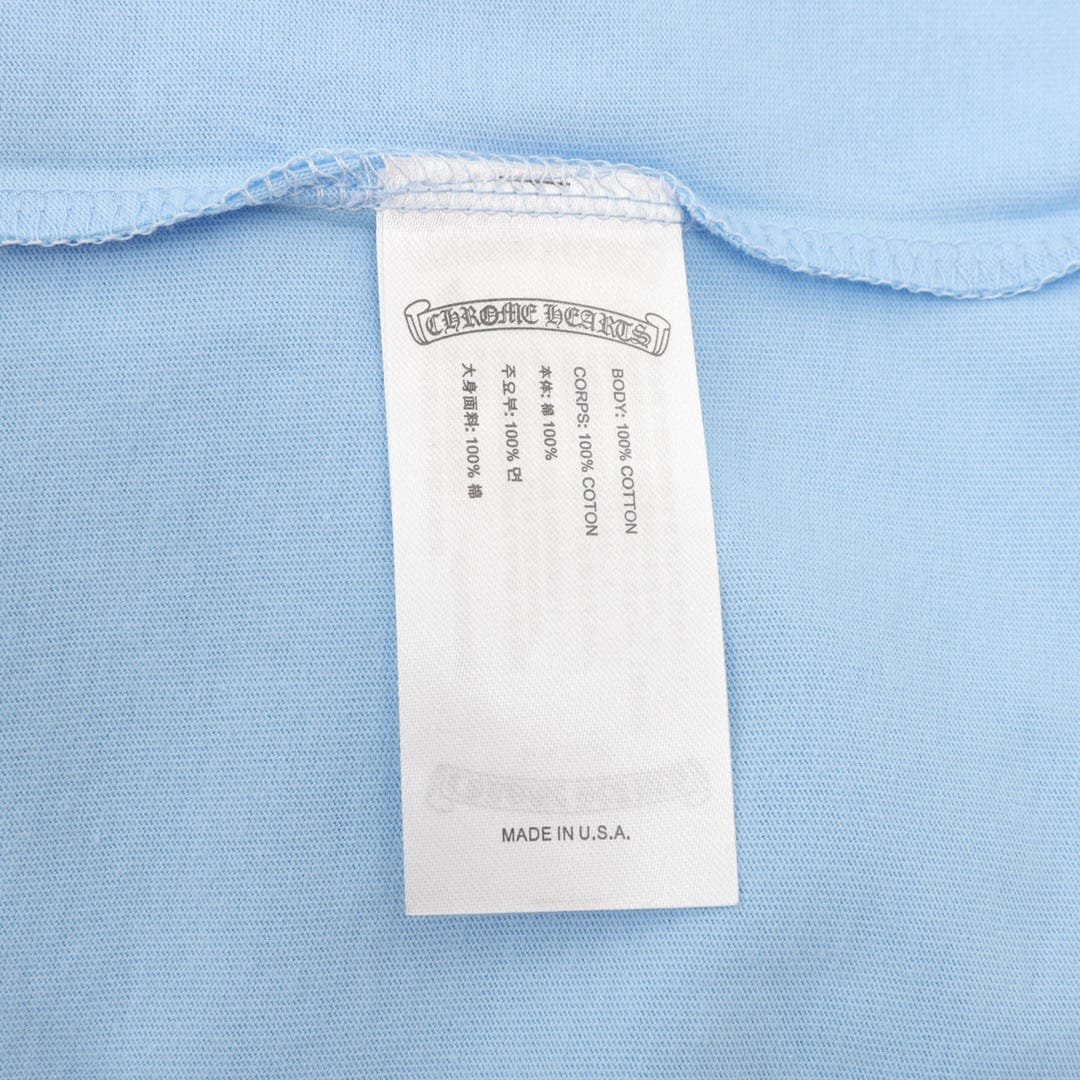 CHROME HEARTS
BODY: 100% COTTON
CORPS: 100% COTON
本体: 棉 100%
주요부: 100% 면
大身面料: 100% 棉
MADE IN U.S.A.